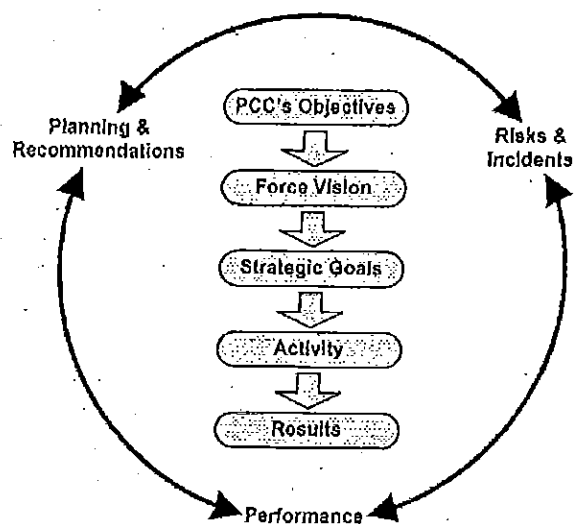 PCC's Objectives
Planning &
Recommendations
Risks &
Incidents
Force Vision
Strategic Goals
Activity
Results
Performance